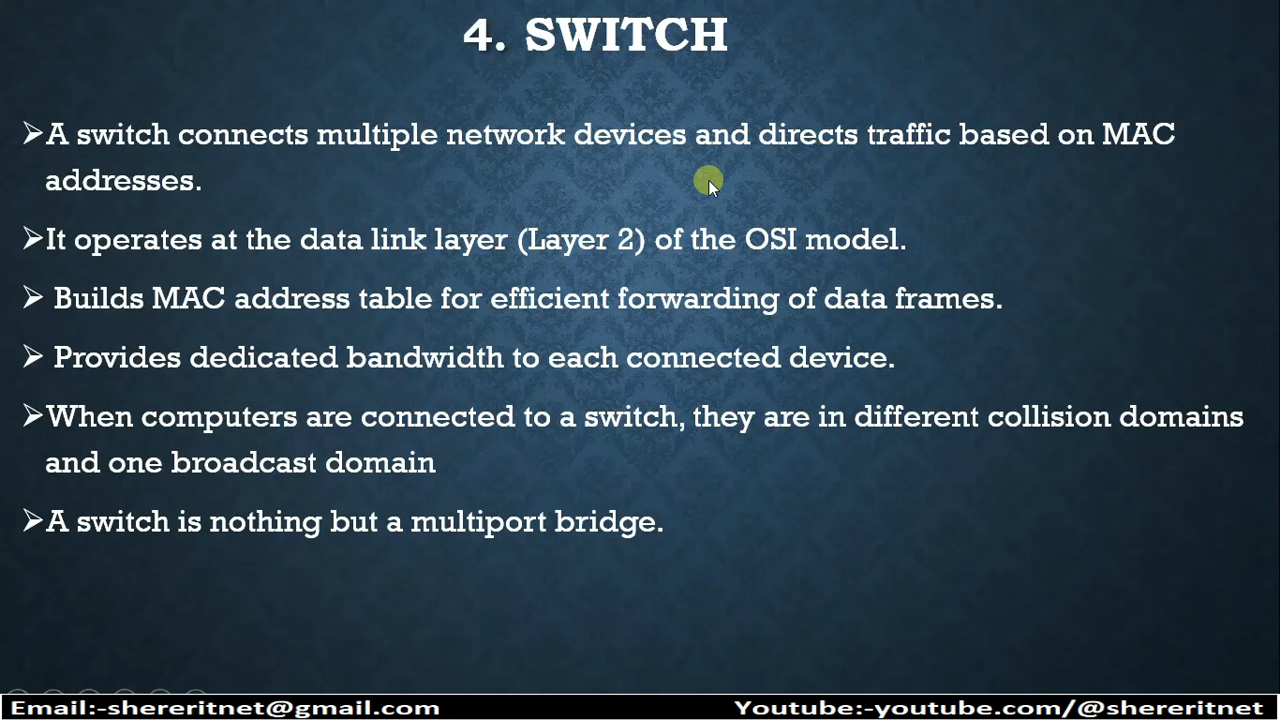 4. SWITCH
➢A switch connects multiple network devices and directs traffic based on MAC
addresses.
➢It operates at the data link layer (Layer 2) of the OSI model.
➢ Builds MAC address table for efficient forwarding of data frames.
➢ Provides dedicated bandwidth to each connected device.
➢When computers are connected to a switch, they are in different collision domains
and one broadcast domain
➢A switch is nothing but a multiport bridge.
Email:-shereritnet@gmail.com Youtube:-youtube.com/@shereritnet